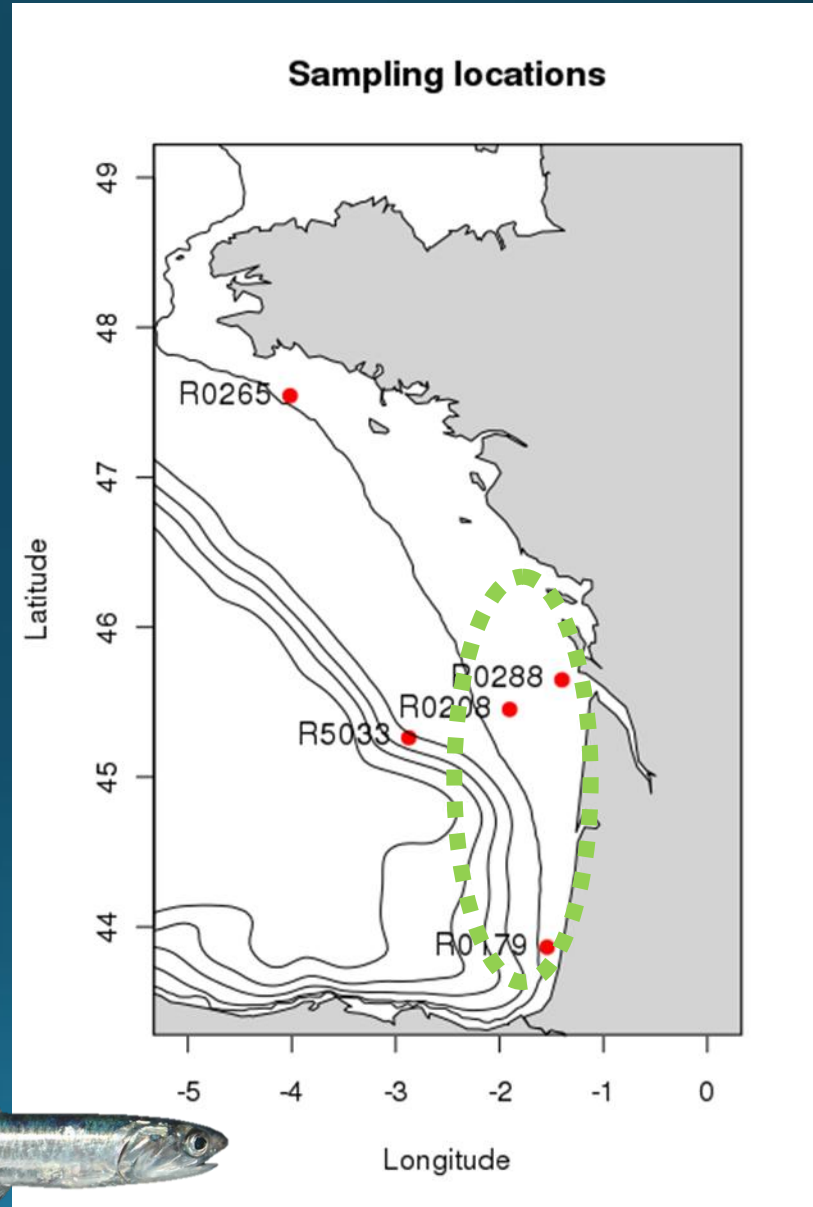 Sampling locations
49
48
47
46
45
44
Latitude
R0265
R0288
R0208
R5033
R0179
-5 -4 -3 -2 -1 0
Longitude